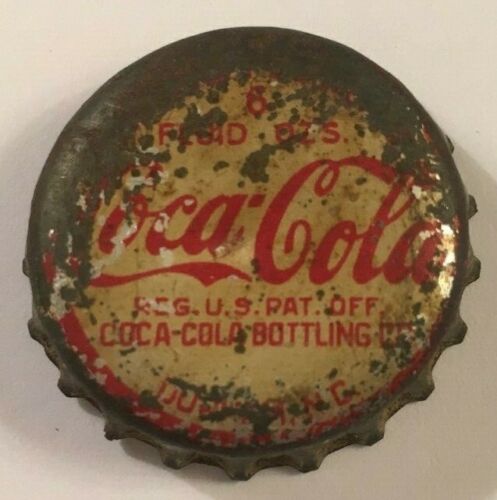 6
FLUID OZS.
Coca-Cola
REG. U.S. PAT. OFF.
COCA-COLA BOTTLING
N.C.